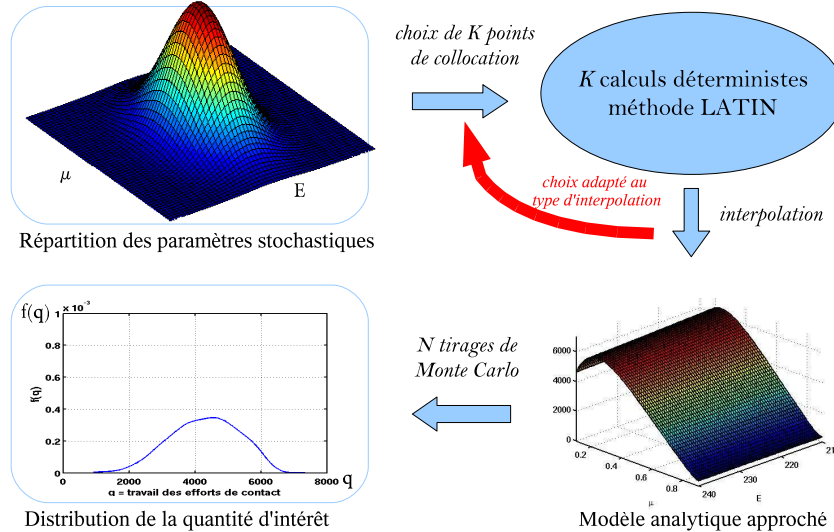 choix de K points
de collocation
K calculs déterministes
méthode LATIN
μ
E
choix adapté au
type d'interpolation
interpolation
Répartition des paramètres stochastiques
f(q)
1 × 10⁻³
0.8
0.6
0.4
0.2
0
0 2000 4000 6000 8000
f(q)
q
q = travail des efforts de contact
Distribution de la quantité d'intérêt
N tirages de
Monte Carlo
6000
4000
2000
0
0.2
0.4
0.6
0.8
μ
240
230
220
E
Modèle analytique approché